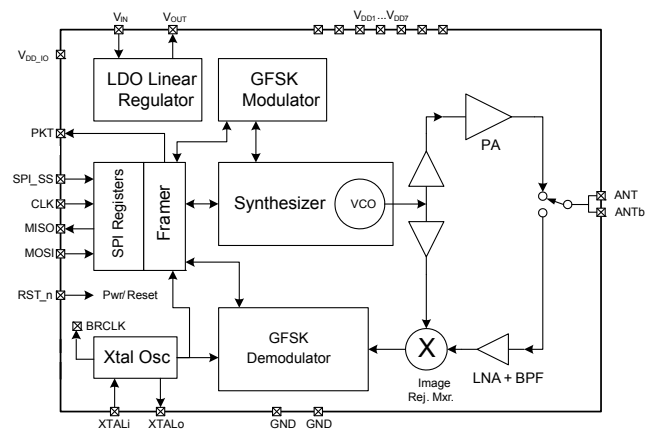 VIN VOUT VDD1...VDD7
VDD_IO
LDO Linear
Regulator
GFSK
Modulator
PKT
PA
SPI_SS
CLK
MISO
MOSI
SPI Registers
Framer
Synthesizer
VCO
ANT
ANTb
RST_n
Pwr/Reset
BRCLK
Xtal Osc
GFSK
Demodulator
X
LNA + BPF
Image
Rej. Mxr.
XTALi
XTALo
GND
GND